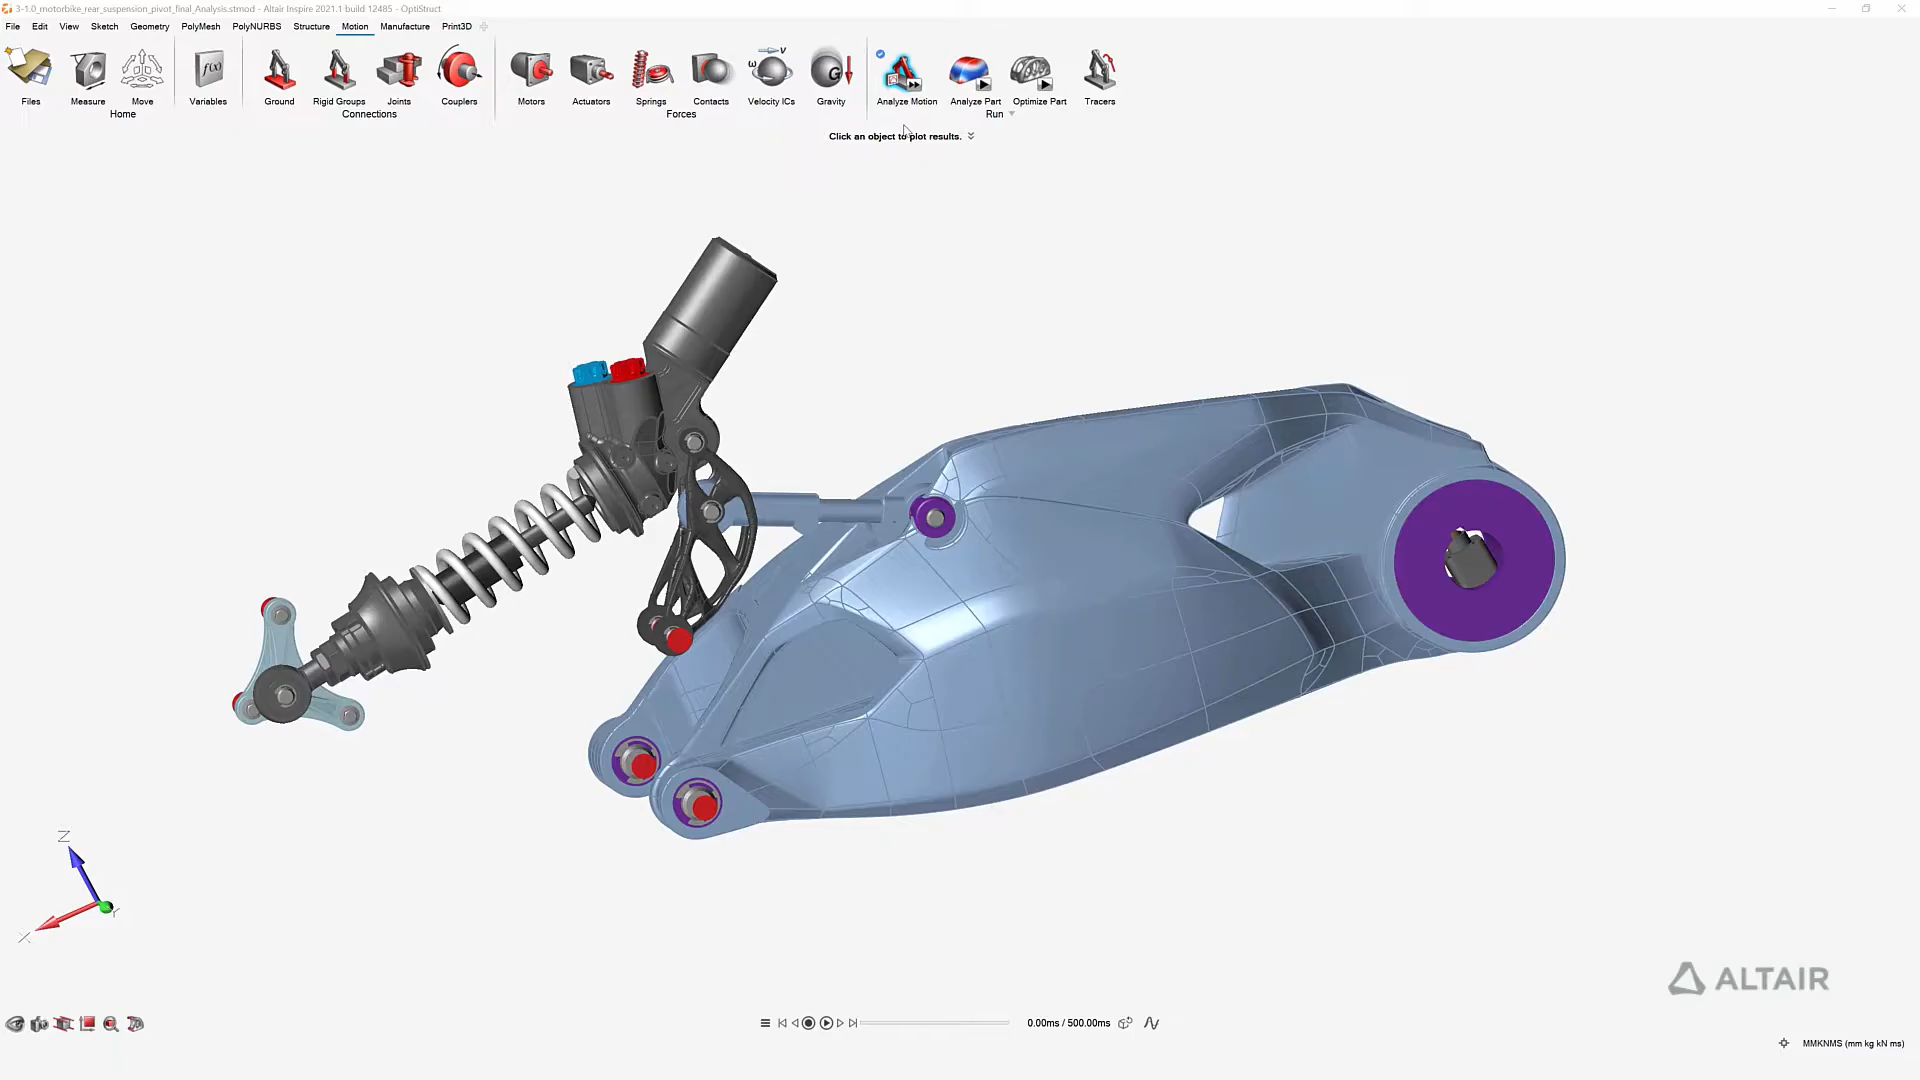 3-1.0_motorbike_rear_suspension_pivot_final_Analysis.stmod - Altair Inspire 2021.1 build 12485 - OptiStruct
File Edit View Sketch Geometry PolyMesh PolyNURBS Structure Motion Manufacture Print3D
f(x) ω v G
Files Measure Move Variables Ground Rigid Groups Joints Couplers Motors Actuators Springs Contacts Velocity ICs Gravity Analyze Motion Analyze Part Optimize Part Tracers
Home Connections Forces Run
Click an object to plot results.
Z
Y
X
ALTAIR
0.00ms / 500.00ms
MMKNMS (mm kg kN ms)